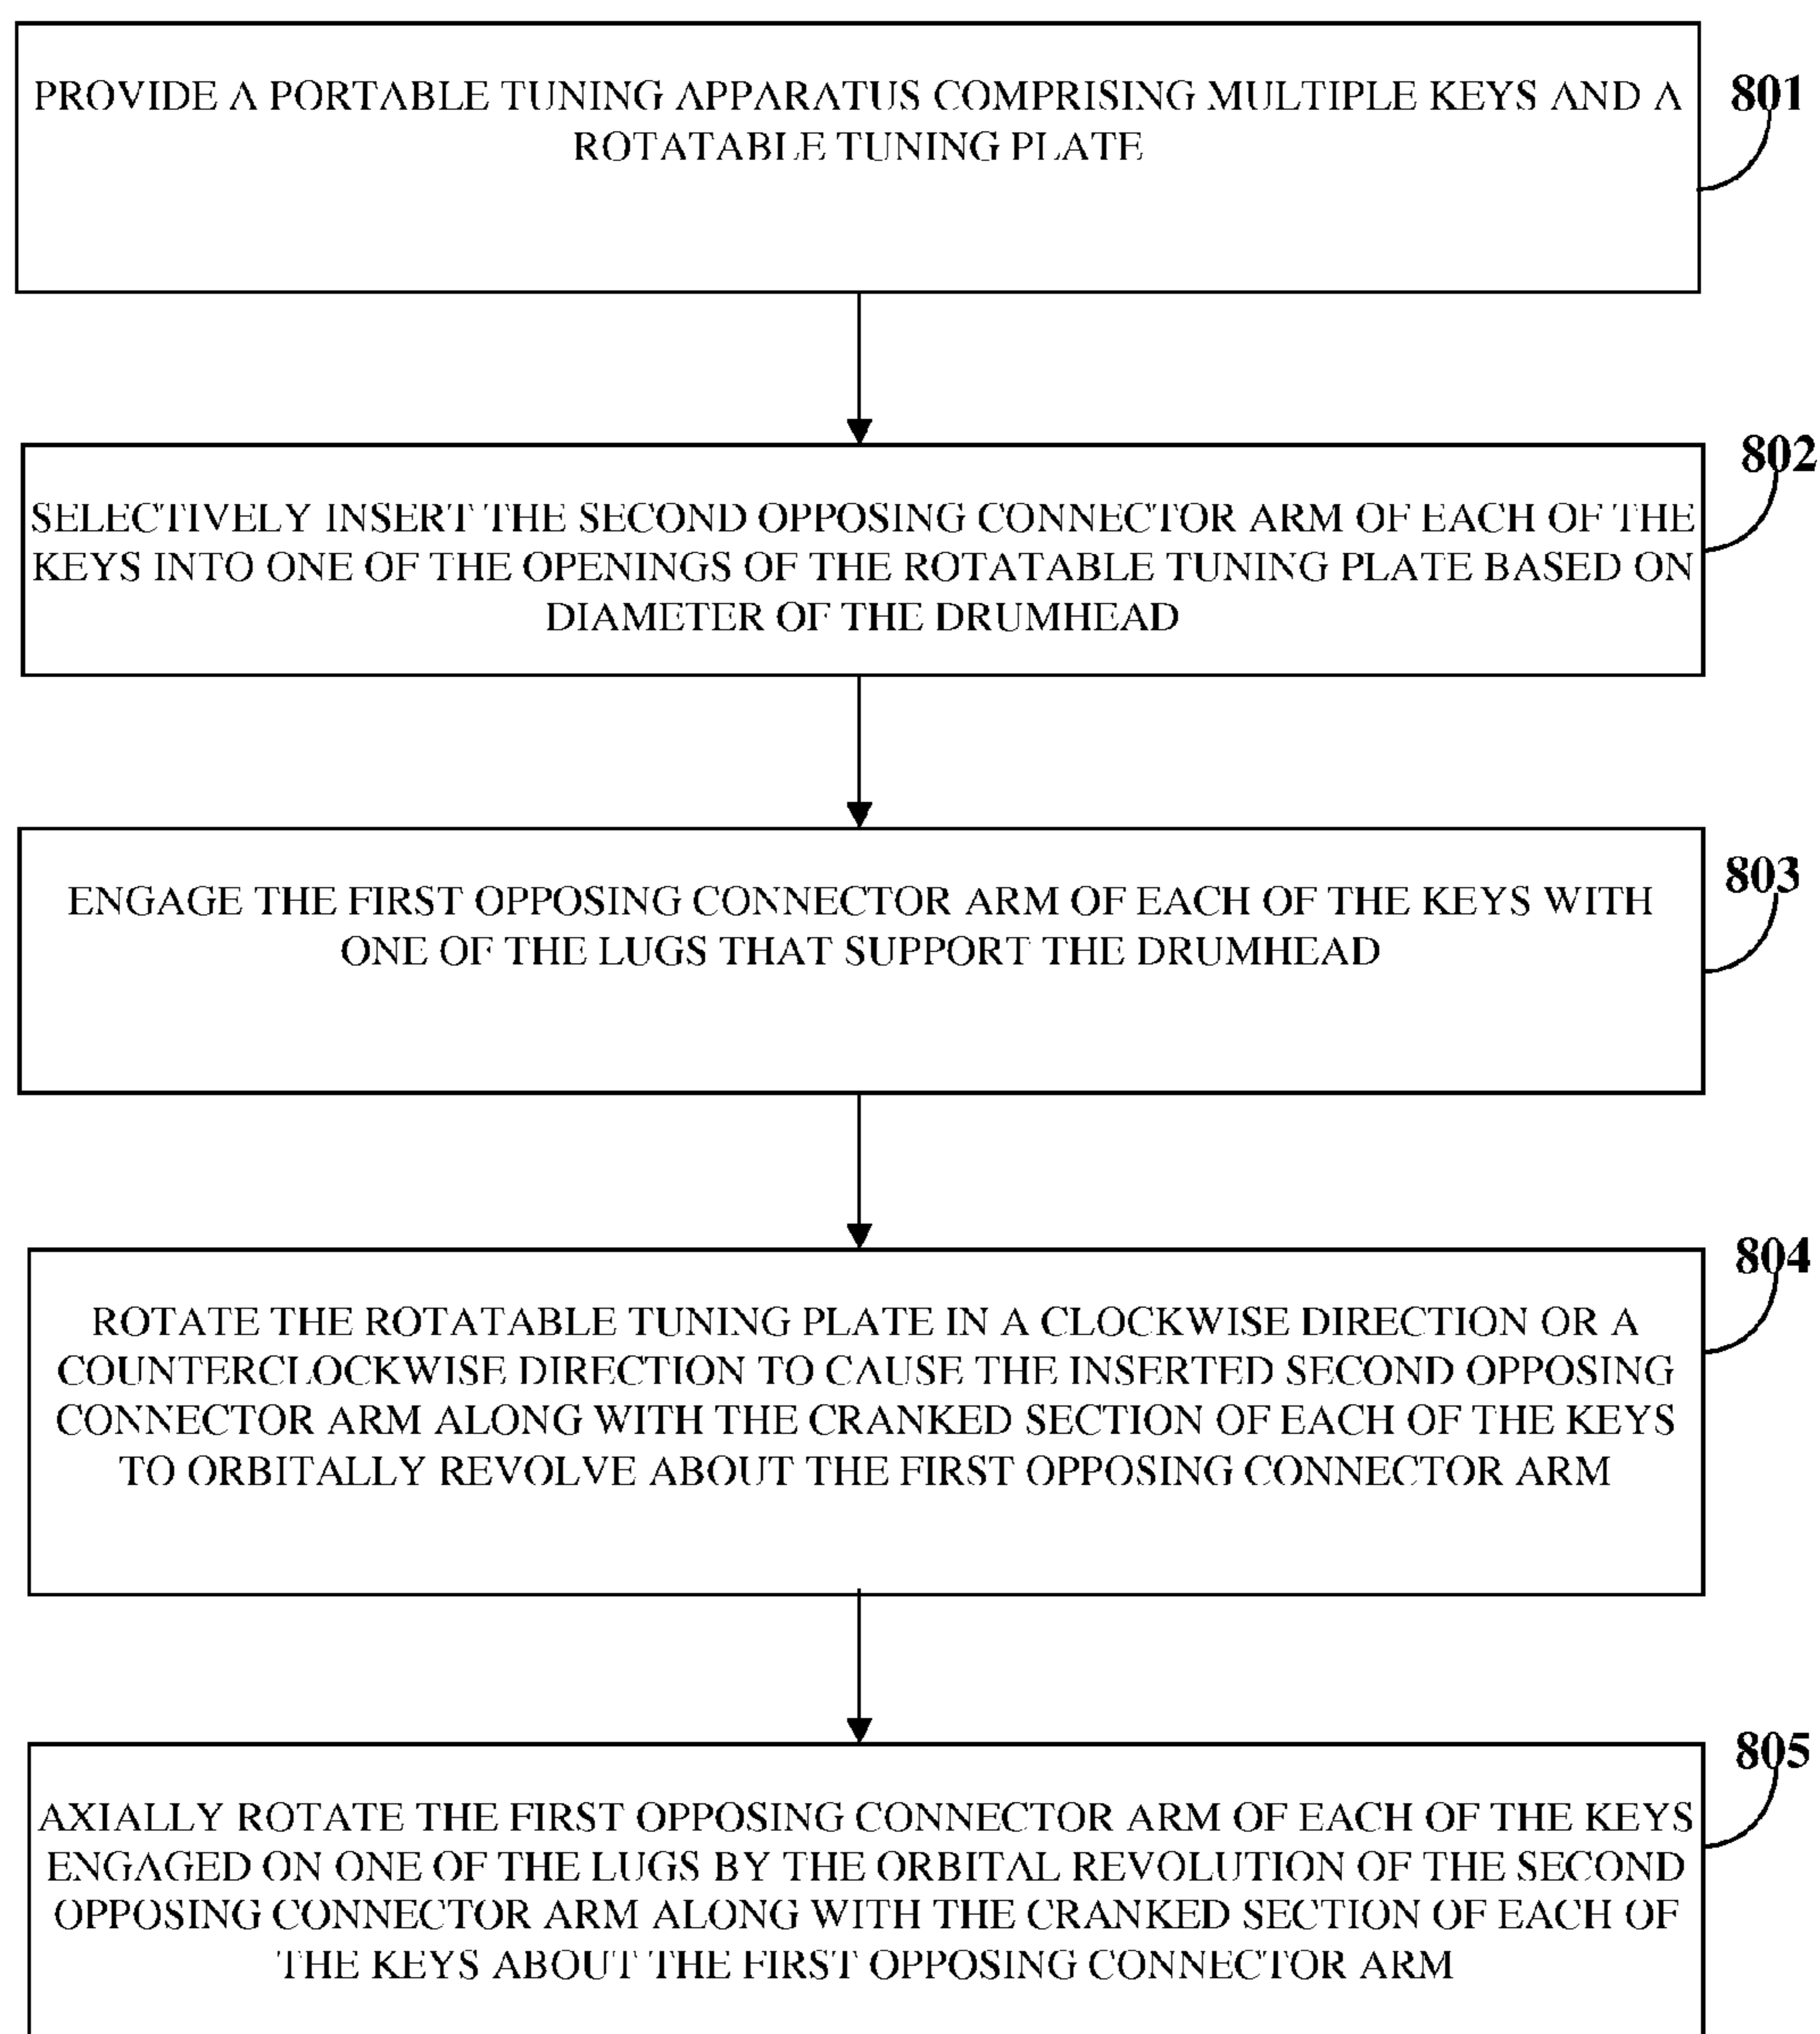 PROVIDE A PORTABLE TUNING APPARATUS COMPRISING MULTIPLE KEYS AND A
ROTATABLE TUNING PLATE
801
802
SELECTIVELY INSERT THE SECOND OPPOSING CONNECTOR ARM OF EACH OF THE
KEYS INTO ONE OF THE OPENINGS OF THE ROTATABLE TUNING PLATE BASED ON
DIAMETER OF THE DRUMHEAD
803
ENGAGE THE FIRST OPPOSING CONNECTOR ARM OF EACH OF THE KEYS WITH
ONE OF THE LUGS THAT SUPPORT THE DRUMHEAD
804
ROTATE THE ROTATABLE TUNING PLATE IN A CLOCKWISE DIRECTION OR A
COUNTERCLOCKWISE DIRECTION TO CAUSE THE INSERTED SECOND OPPOSING
CONNECTOR ARM ALONG WITH THE CRANKED SECTION OF EACH OF THE KEYS
TO ORBITALLY REVOLVE ABOUT THE FIRST OPPOSING CONNECTOR ARM
805
AXIALLY ROTATE THE FIRST OPPOSING CONNECTOR ARM OF EACH OF THE KEYS
ENGAGED ON ONE OF THE LUGS BY THE ORBITAL REVOLUTION OF THE SECOND
OPPOSING CONNECTOR ARM ALONG WITH THE CRANKED SECTION OF EACH OF
THE KEYS ABOUT THE FIRST OPPOSING CONNECTOR ARM